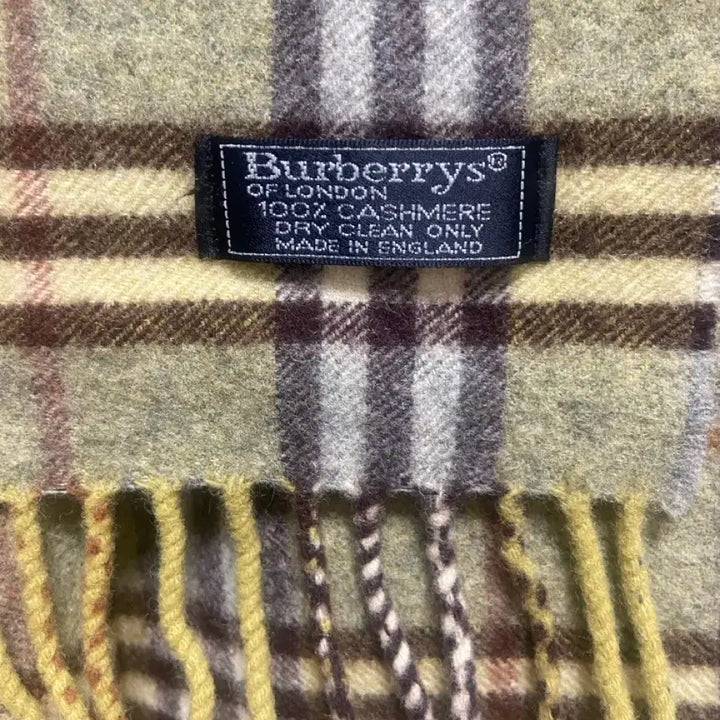 Burberrys®
OF LONDON
100% CASHMERE
DRY CLEAN ONLY
MADE IN ENGLAND